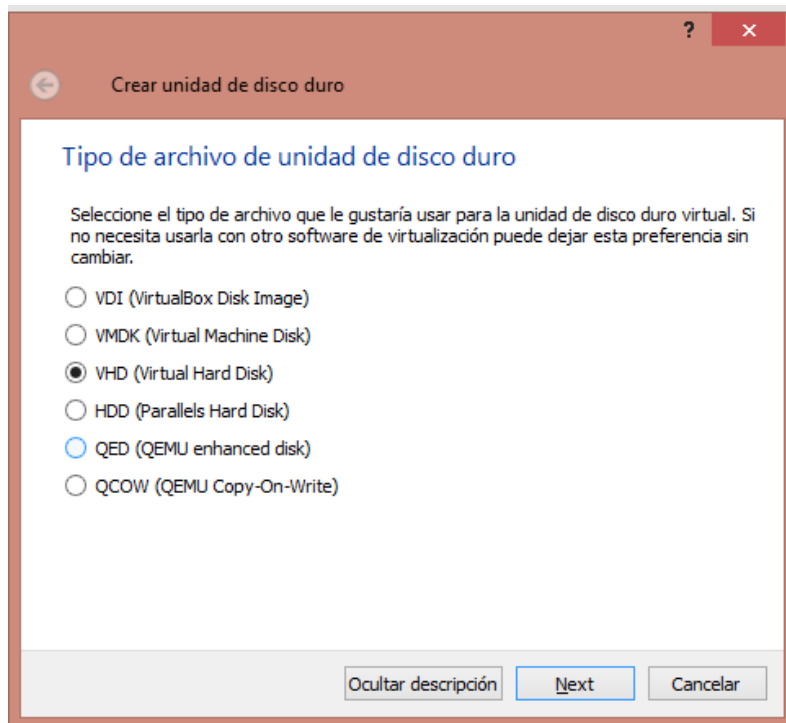 ?
Crear unidad de disco duro
Tipo de archivo de unidad de disco duro
Seleccione el tipo de archivo que le gustaría usar para la unidad de disco duro virtual. Si
no necesita usarla con otro software de virtualización puede dejar esta preferencia sin
cambiar.
VDI (VirtualBox Disk Image)
VMDK (Virtual Machine Disk)
VHD (Virtual Hard Disk)
HDD (Parallels Hard Disk)
QED (QEMU enhanced disk)
QCOW (QEMU Copy-On-Write)
Ocultar descripción Next Cancelar